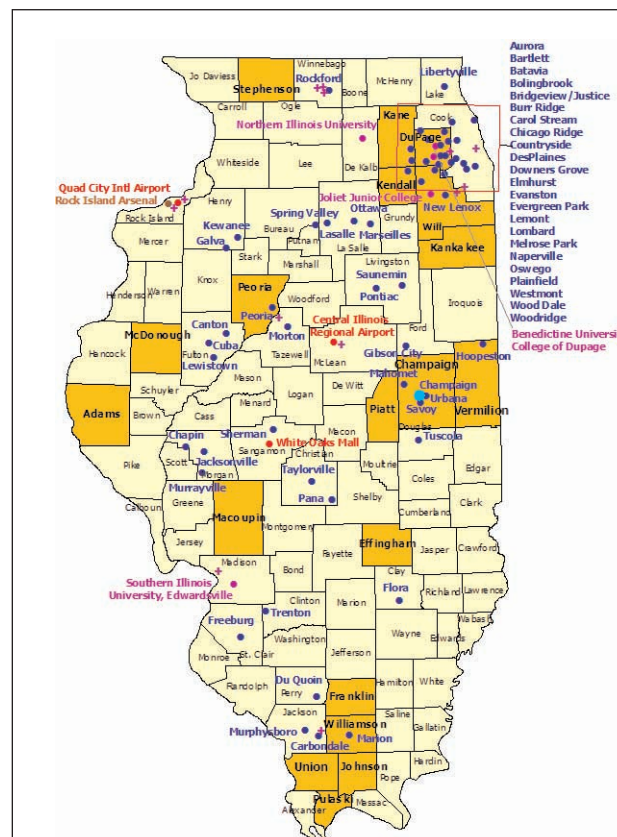 Aurora
Bartlett
Batavia
Bolingbrook
Bridgeview/Justice
Burr Ridge
Carol Stream
Chicago Ridge
Countryside
DesPlaines
Downers Grove
Elmhurst
Evanston
Evergreen Park
Lemont
Lombard
Melrose Park
Naperville
Oswego
Plainfield
Westmont
Wood Dale
Woodridge
Benedictine Universi
College of Dupage
Jo Daviess
Stephenson
Winnebago
Rockford
Boone
McHenry
Libertyville
Lake
Carroll
Ogle
Northern Illinois University
Kane
Cook
DuPage
Whiteside
Lee
De Kalb
Quad City Intl Airport
Rock Island Arsenal
Rock Island
Henry
Kendall
Joliet Junior College
New Lenox
Will
Mercer
Kewanee
Galva
Bureau
Spring Valley
Putnam
Lasalle
Ottawa
Marseilles
La Salle
Grundy
Kankakee
Stark
Marshall
Livingston
Saunemin
Pontiac
Knox
Henderson
Warren
Peoria
Peoria
Woodford
Iroquois
Morton
Tazewell
Central Illinois
Regional Airport
McLean
Ford
Gibson City
Hoopeston
McDonough
Hancock
Canton
Cuba
Fulton
Lewistown
Mason
Logan
De Witt
Champaign
Mahomet
Champaign
Urbana
Savoy
Piatt
Vermilion
Schuyler
Adams
Brown
Cass
Menard
Macon
Douglas
Tuscola
Edgar
Chapin
Scott
Jacksonville
Morgan
Murrayville
Sherman
Sangamon
White Oaks Mall
Christian
Taylorville
Pana
Moultrie
Coles
Shelby
Cumberland
Clark
Pike
Calhoun
Greene
Jersey
Macoupin
Montgomery
Fayette
Effingham
Jasper
Crawford
Madison
Bond
Southern Illinois
University, Edwardsville
Clinton
Trenton
Marion
Clay
Flora
Richland
Lawrence
Wabash
Freeburg
St. Clair
Monroe
Washington
Jefferson
Wayne
Edwards
Randolph
Du Quoin
Perry
Franklin
Hamilton
White
Jackson
Murphysboro
Carbondale
Williamson
Marion
Saline
Gallatin
Union
Johnson
Pope
Hardin
Alexander
Pulaski
Massac